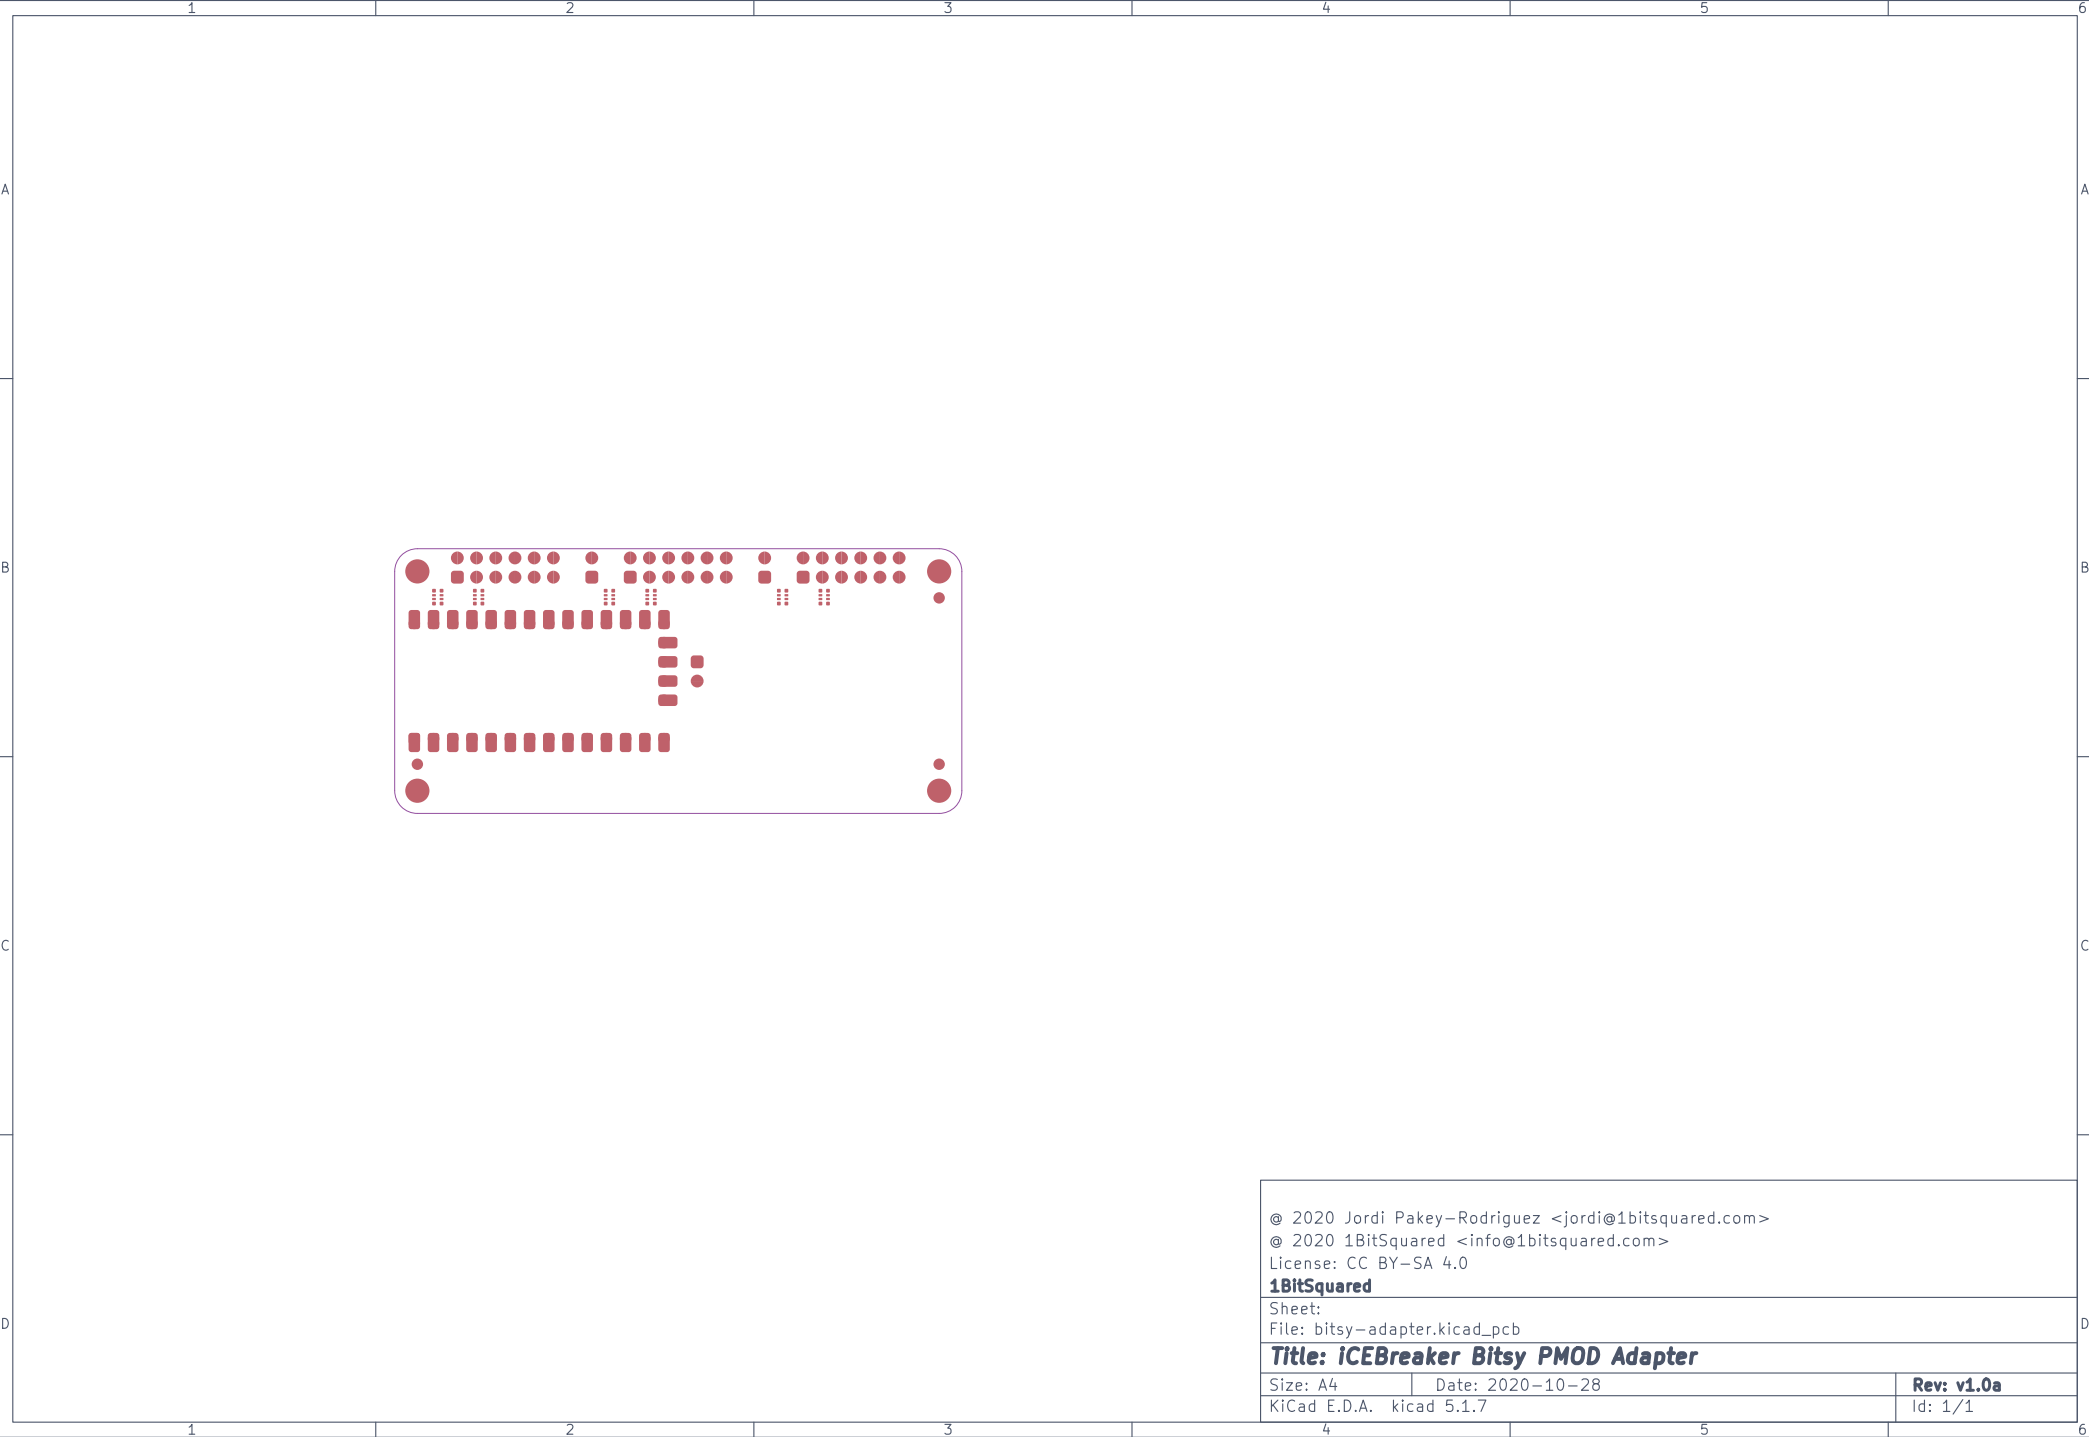 1 2 3 4 5 6
A A
B B
C C
@ 2020 Jordi Pakey-Rodriguez <jordi@1bitsquared.com>
@ 2020 1BitSquared <info@1bitsquared.com>
License: CC BY-SA 4.0
1BitSquared
Sheet:
D D
File: bitsy-adapter.kicad_pcb
Title: iCEBreaker Bitsy PMOD Adapter
Size: A4 Date: 2020-10-28 Rev: v1.0a
KiCad E.D.A. kicad 5.1.7 Id: 1/1
1 2 3 4 5 6